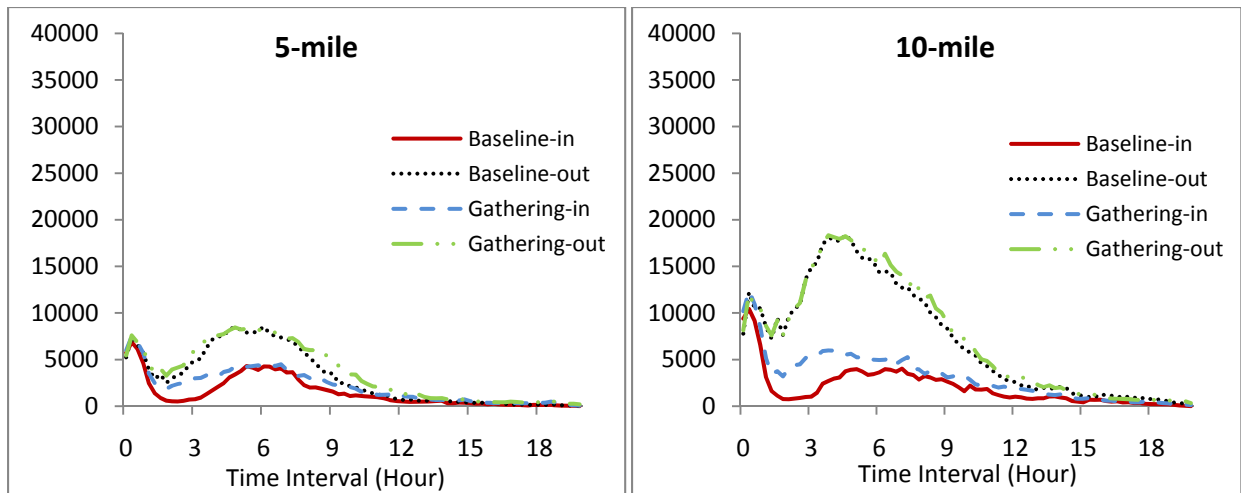 5-mile
40000
35000
30000
25000
20000
15000
10000
5000
0
Baseline-in
Baseline-out
Gathering-in
Gathering-out
0 3 6 9 12 15 18
Time Interval (Hour)
10-mile
40000
35000
30000
25000
20000
15000
10000
5000
0
Baseline-in
Baseline-out
Gathering-in
Gathering-out
0 3 6 9 12 15 18
Time Interval (Hour)